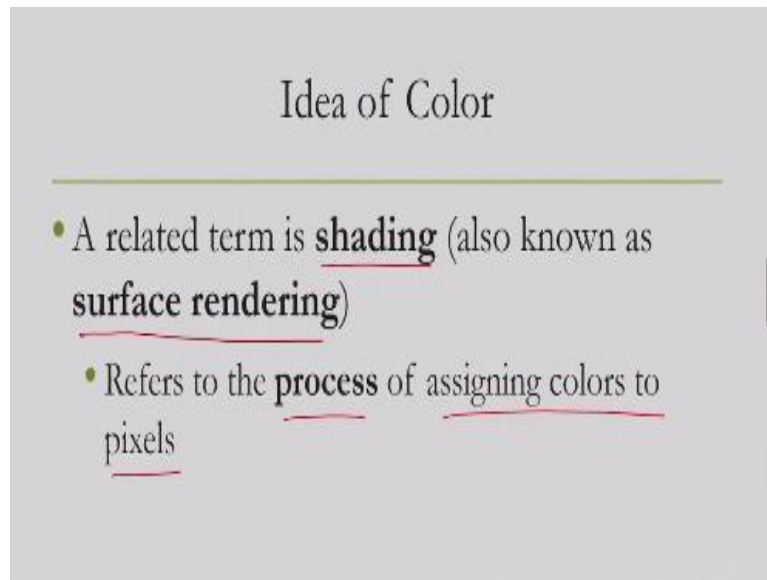 Idea of Color
• A related term is shading (also known as
surface rendering)
• Refers to the process of assigning colors to
pixels